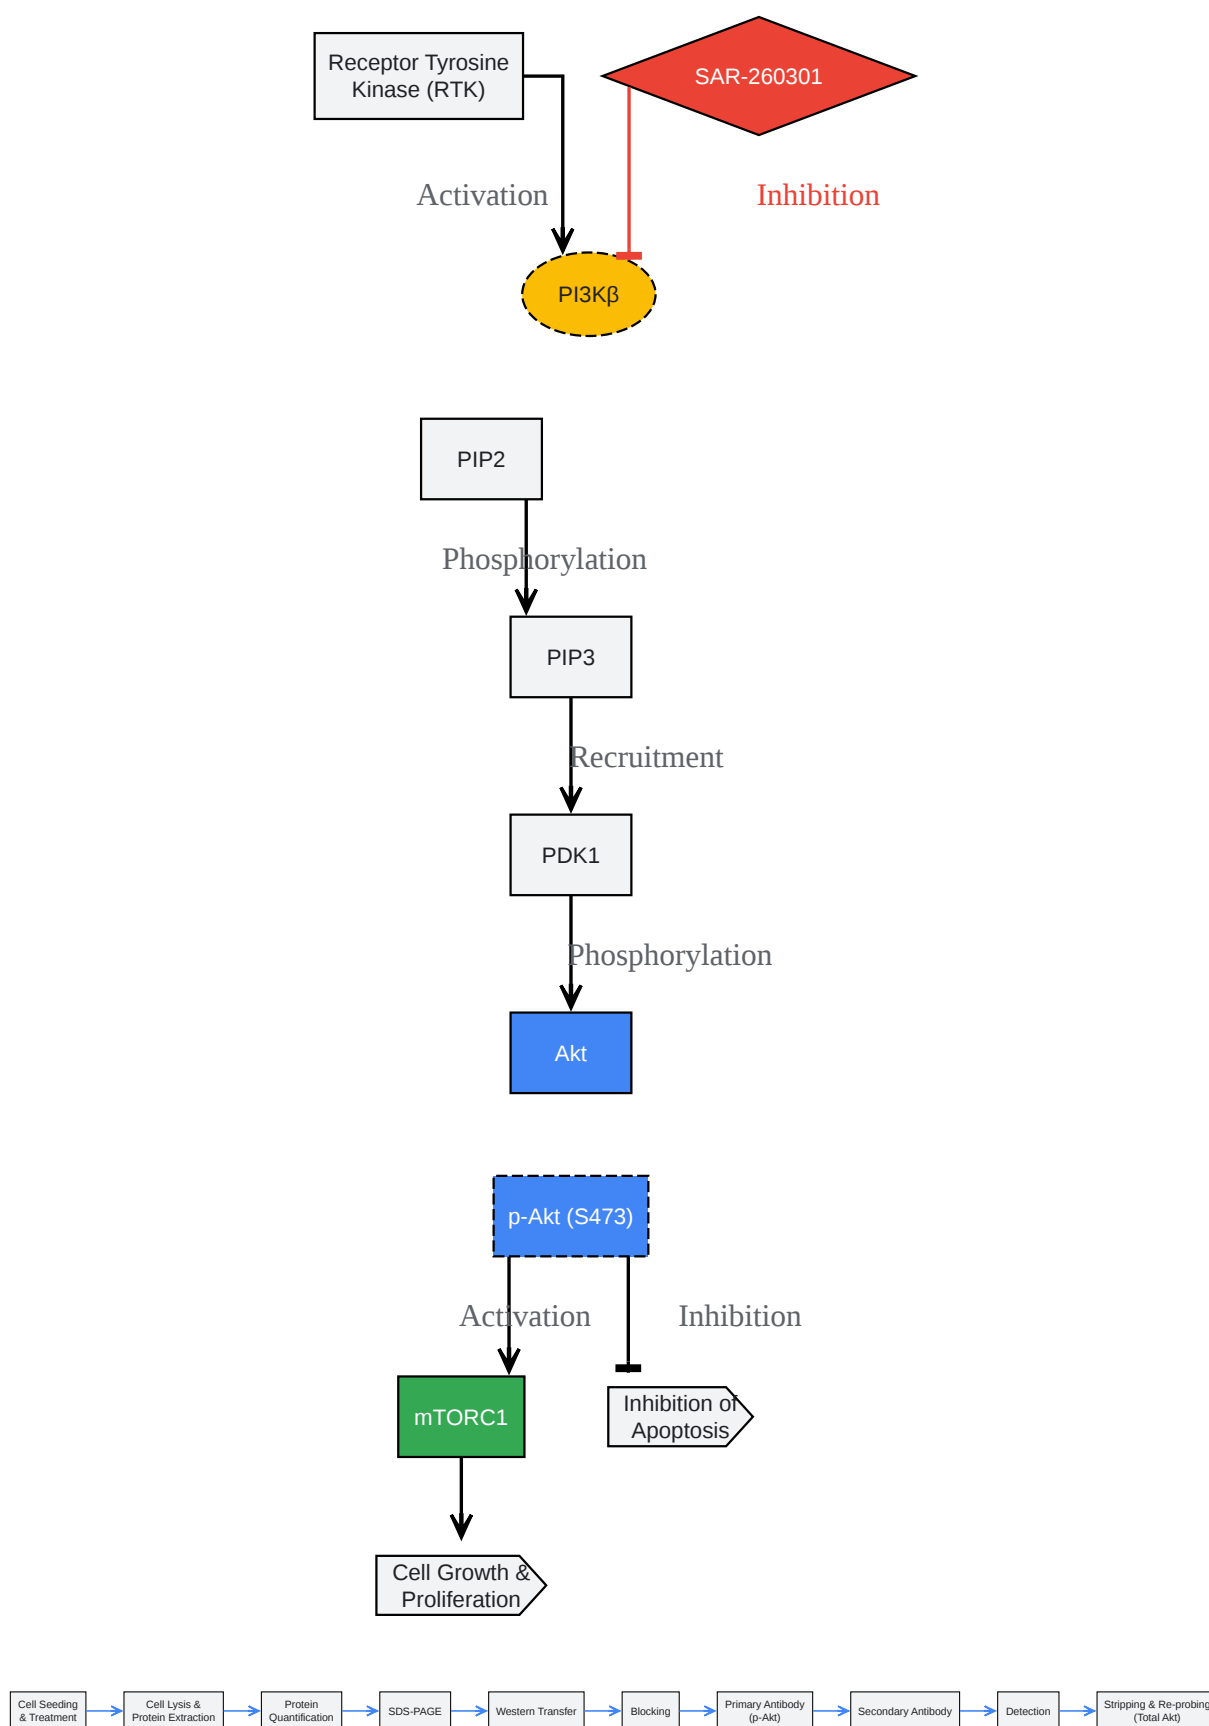 Receptor Tyrosine
Kinase (RTK)
SAR-260301
Activation
Inhibition
PI3Kβ
PIP2
Phosphorylation
PIP3
Recruitment
PDK1
Phosphorylation
Akt
p-Akt (S473)
Activation
Inhibition
mTORC1
Inhibition of
Apoptosis
Cell Growth &
Proliferation
Cell Seeding
& Treatment
Cell Lysis &
Protein Extraction
Protein
Quantification
SDS-PAGE
Western Transfer
Blocking
Primary Antibody
(p-Akt)
Secondary Antibody
Detection
Stripping & Re-probing
(Total Akt)